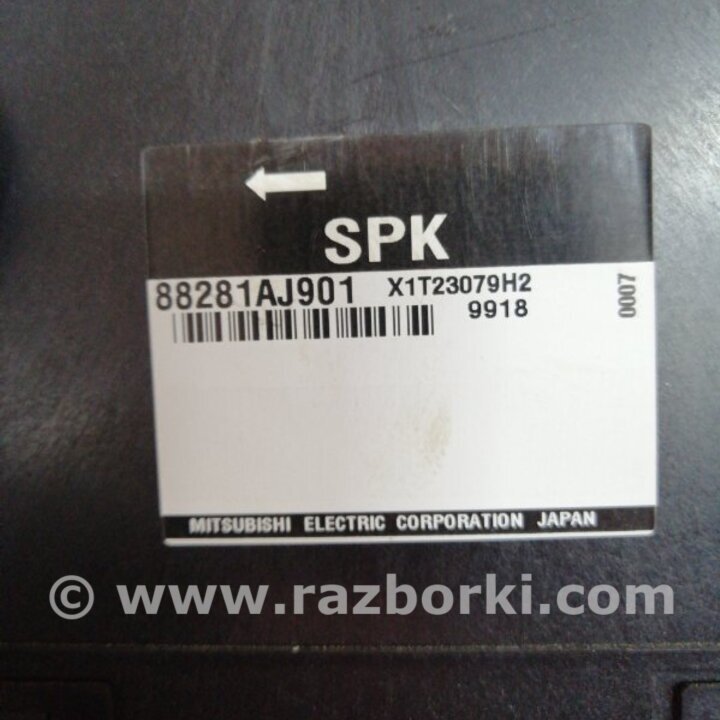 SPK
88281AJ901 X1T23079H2
9918
0007
MITSUBISHI ELECTRIC CORPORATION JAPAN
© www.razborki.com